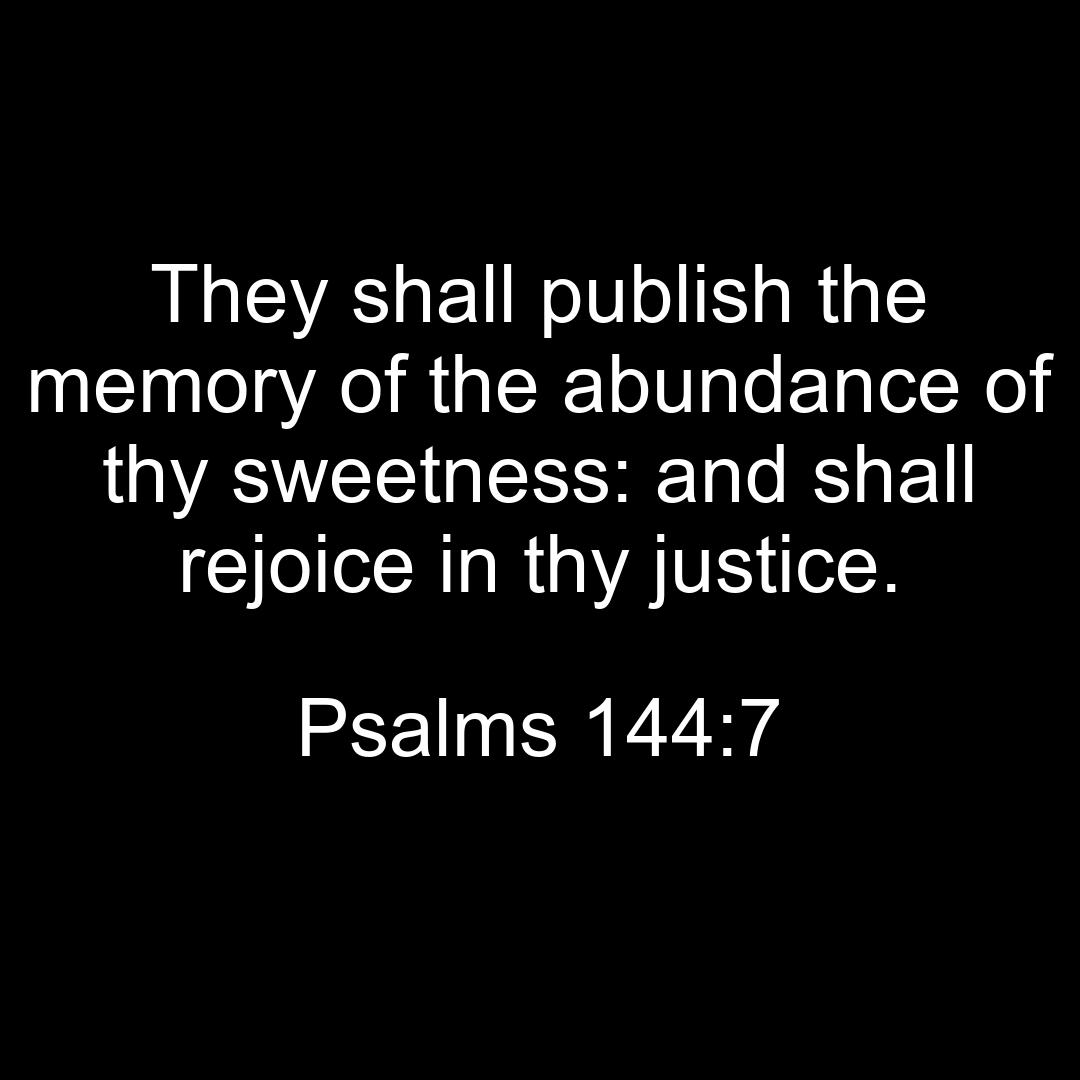 They shall publish the
memory of the abundance of
thy sweetness: and shall
rejoice in thy justice.
Psalms 144:7